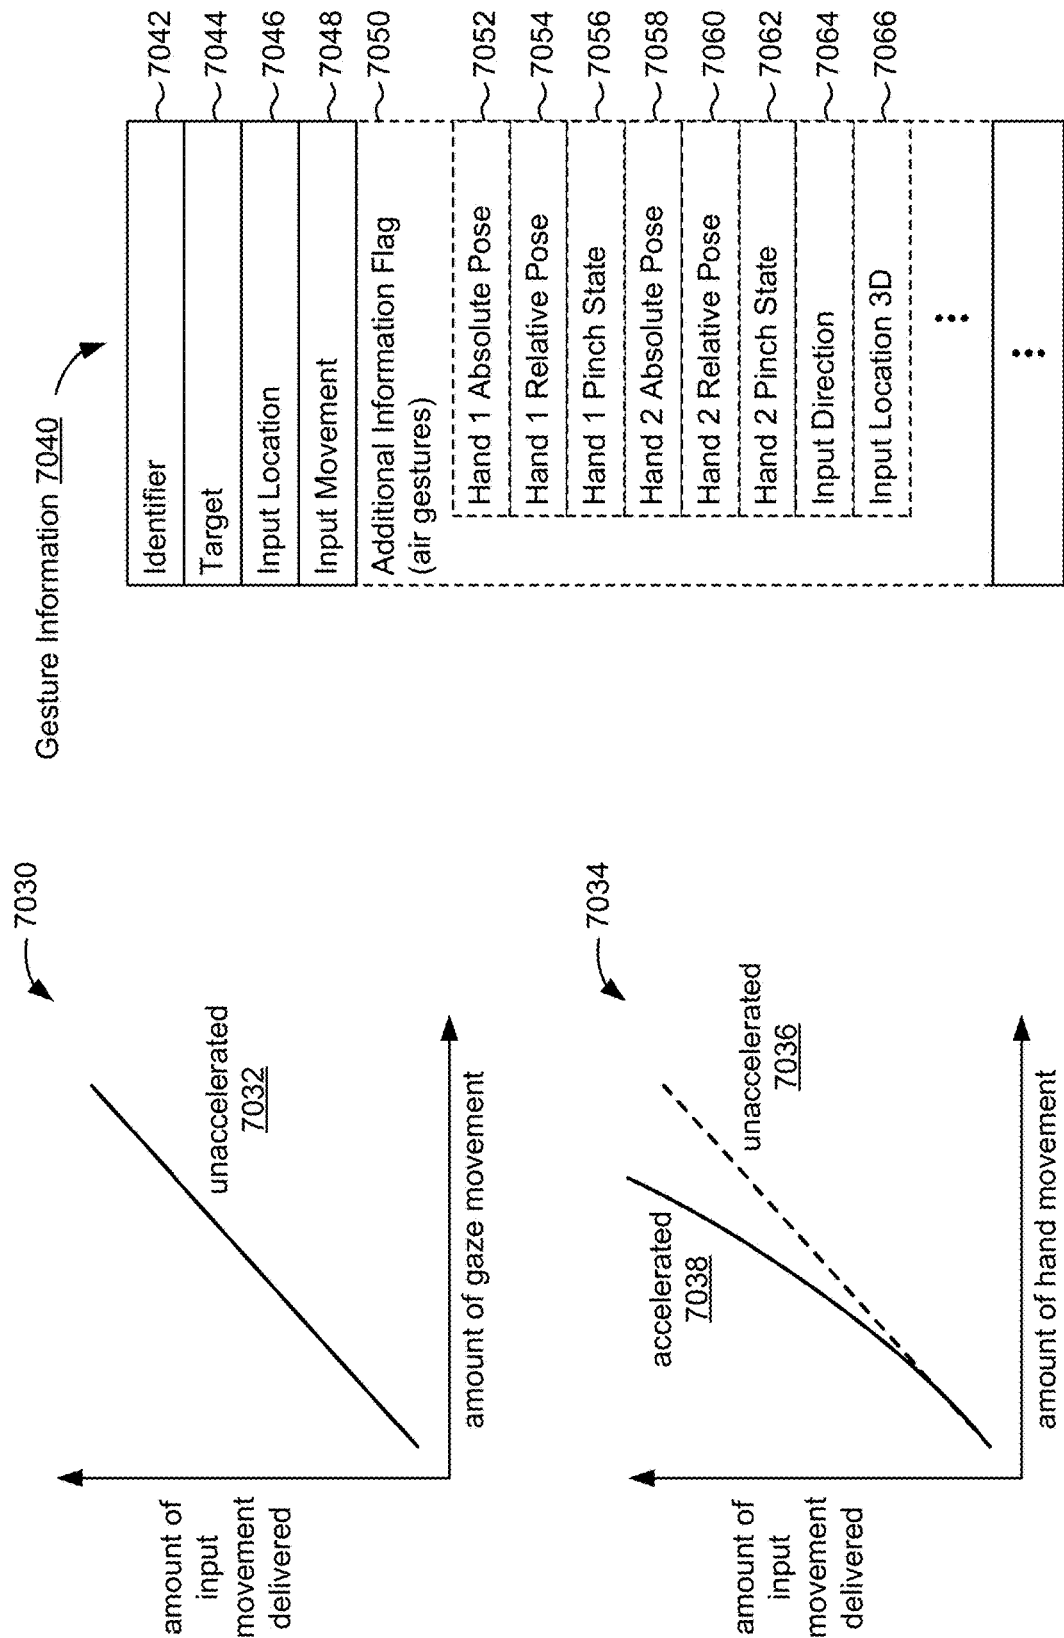 7030
amount of
input
movement
delivered
unaccelerated
7032
amount of gaze movement
7034
amount of
input
movement
delivered
accelerated
7038
unaccelerated
7036
amount of hand movement
Gesture Information 7040
Identifier
7042
Target
7044
Input Location
7046
Input Movement
7048
Additional Information Flag
(air gestures)
7050
Hand 1 Absolute Pose
7052
Hand 1 Relative Pose
7054
Hand 1 Pinch State
7056
Hand 2 Absolute Pose
7058
Hand 2 Relative Pose
7060
Hand 2 Pinch State
7062
Input Direction
7064
Input Location 3D
7066
...
...